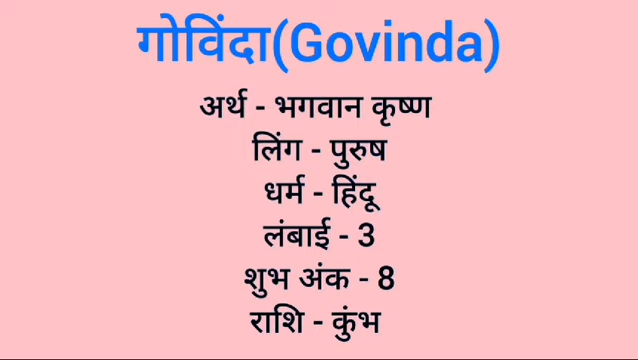 गोविंदा(Govinda)
अर्थ - भगवान कृष्ण
लिंग - पुरुष
धर्म - हिंदू
लंबाई - 3
शुभ अंक - 8
राशि - कुंभ